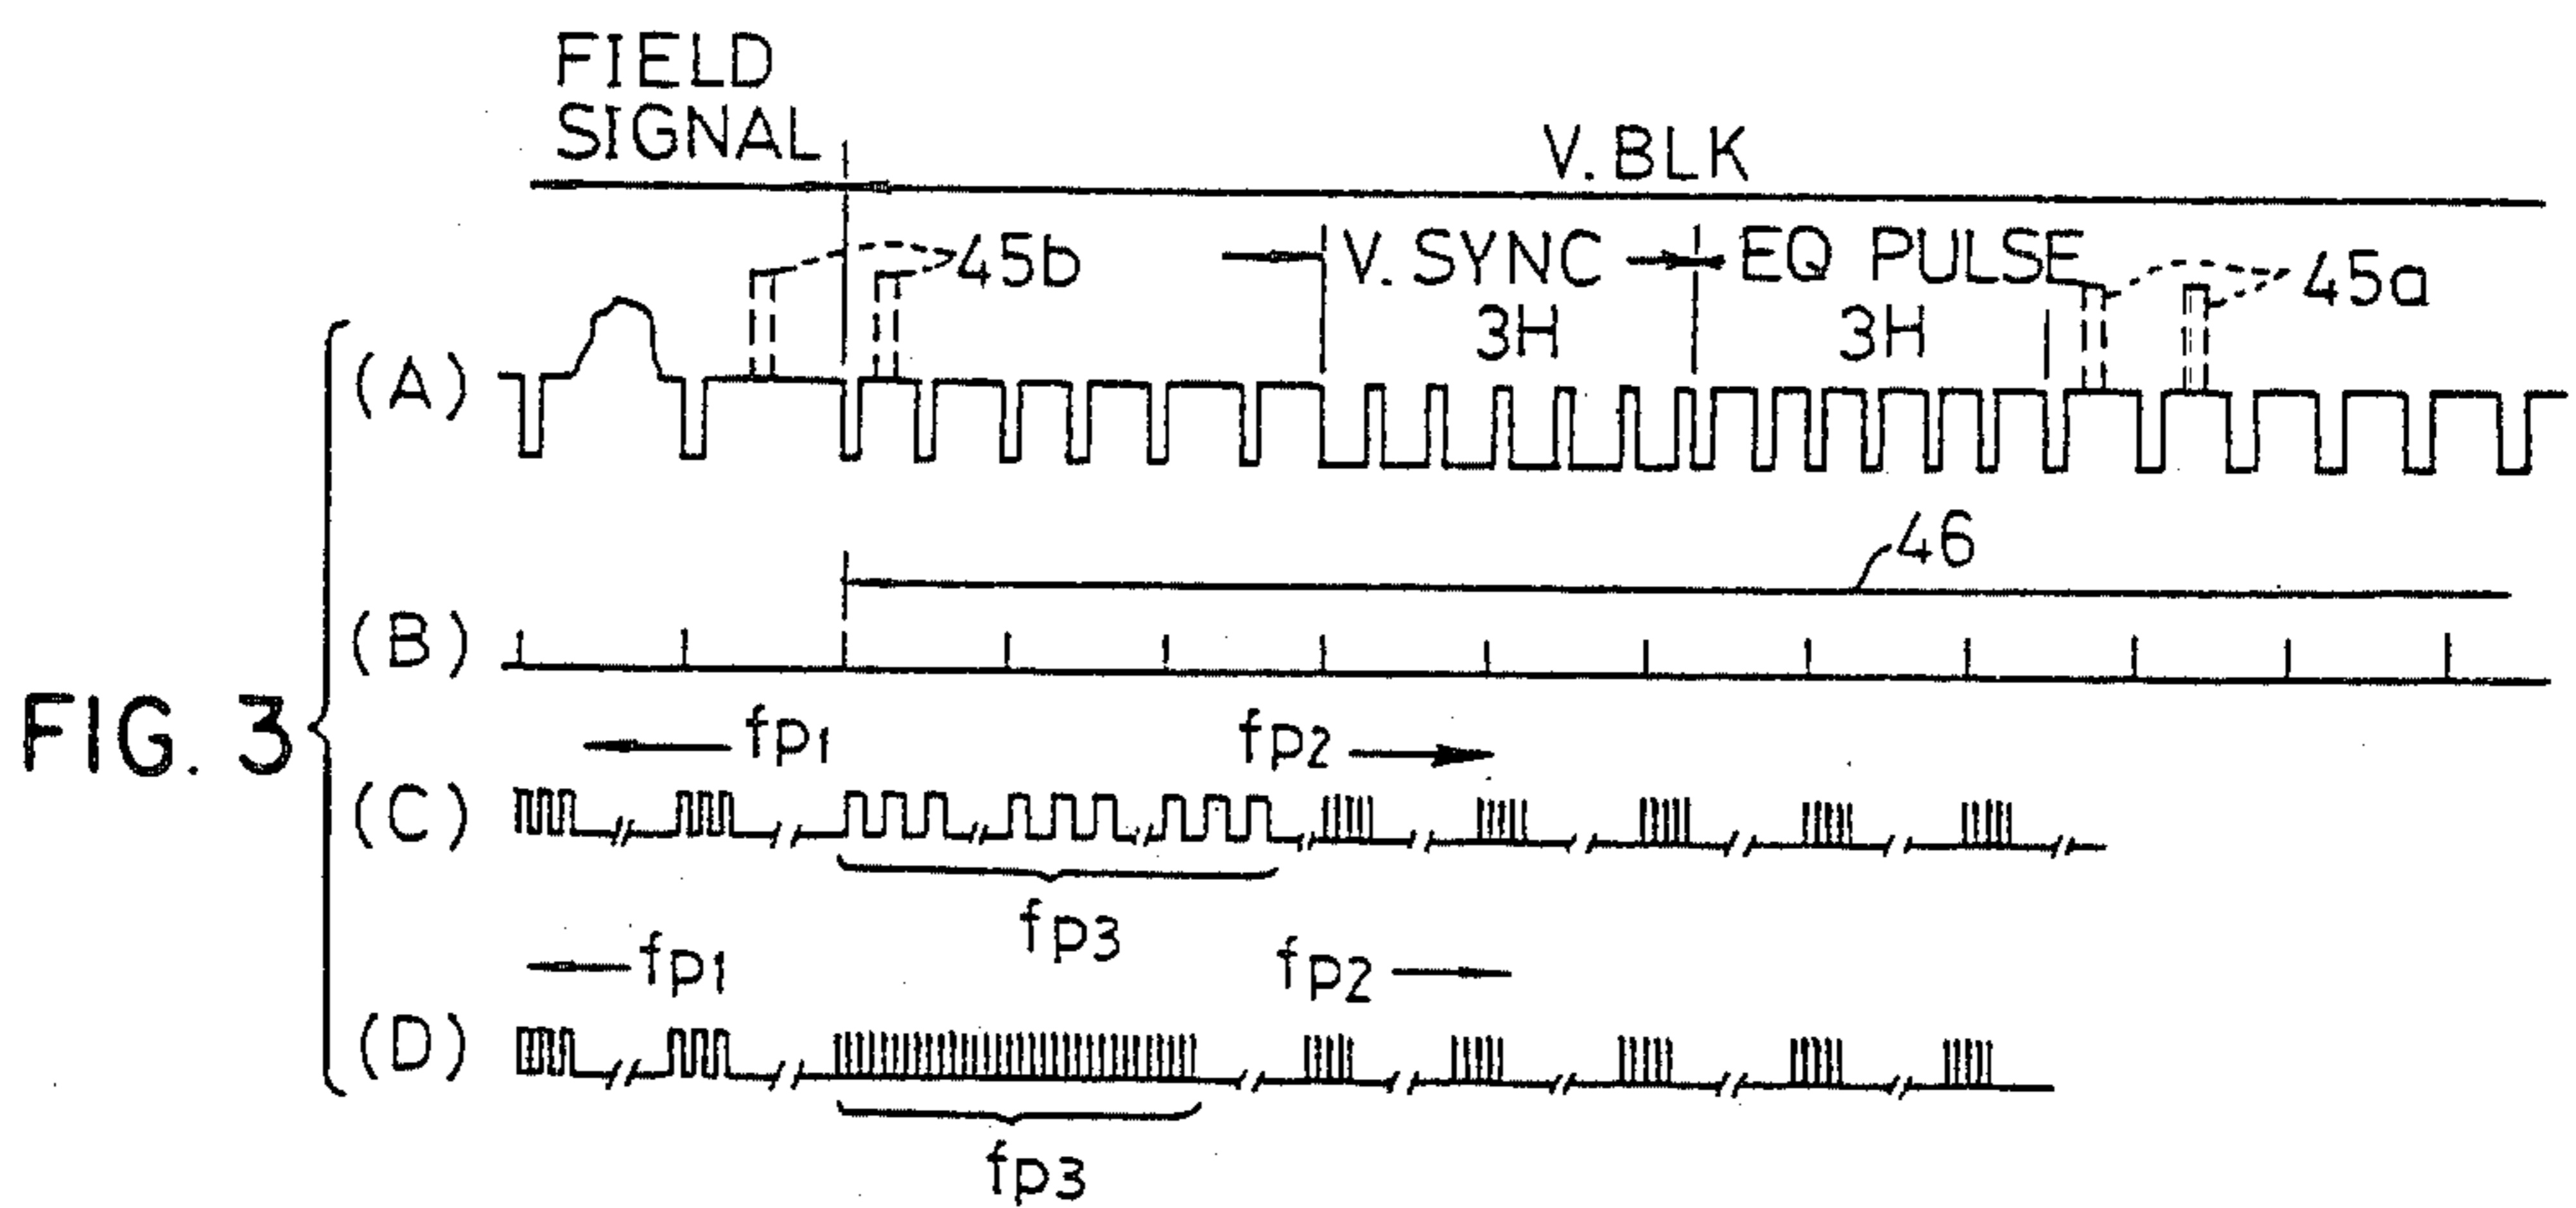 FIELD
SIGNAL
V.BLK
45b
V. SYNC
3H
EQ PULSE
3H
45a
(A)
46
(B)
FIG. 3
fp1
fp2
(C)
fp3
fp1
fp2
(D)
fp3